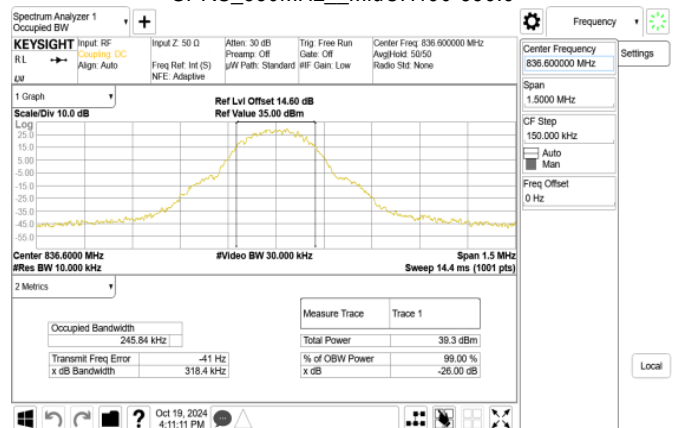 Spectrum Analyzer 1
Occupied BW
Frequency
KEYSIGHT
RL
Input: RF
Coupling: DC
Align: Auto
Input Z: 50 Ω
Freq Ref: Int (S)
NFE: Adaptive
Atten: 30 dB
Preamp: Off
µW Path: Standard
Trig: Free Run
Gate: Off
#IF Gain: Low
Center Freq: 836.600000 MHz
Avg|Hold: 50/50
Radio Std: None
Center Frequency
836.600000 MHz
Settings
Span
1.5000 MHz
CF Step
150.000 kHz
Auto
Man
Freq Offset
0 Hz
1 Graph
Scale/Div 10.0 dB
Ref Lvl Offset 14.60 dB
Ref Value 35.00 dBm
Log
25.0
15.0
5.00
-5.00
-15.0
-25.0
-35.0
-45.0
-55.0
Center 836.6000 MHz
#Video BW 30.000 kHz
Span 1.5 MHz
#Res BW 10.000 kHz
Sweep 14.4 ms (1001 pts)
2 Metrics
Measure Trace
Trace 1
Occupied Bandwidth
245.84 kHz
Total Power
39.3 dBm
Transmit Freq Error
-41 Hz
% of OBW Power
99.00 %
x dB Bandwidth
318.4 kHz
x dB
-26.00 dB
Local
?
Oct 19, 2024
4:11:11 PM